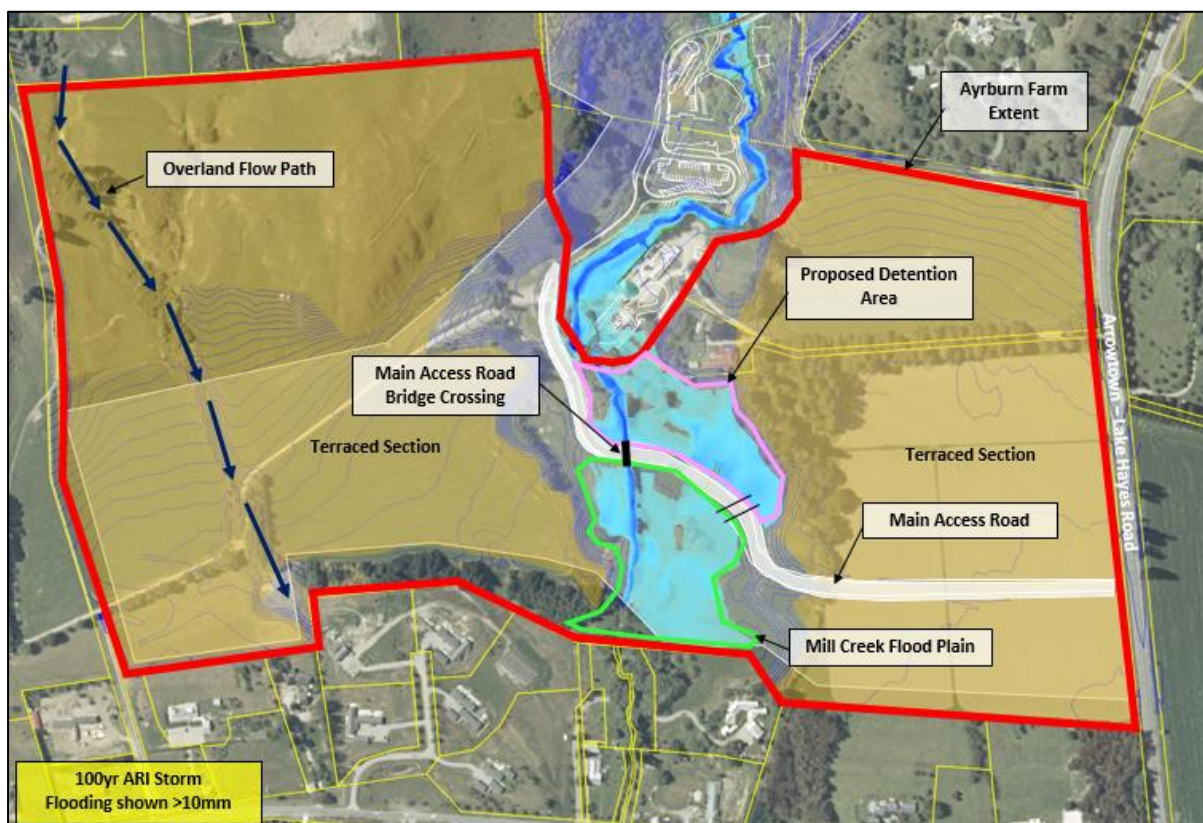 Ayrburn Farm
Extent
Overland Flow Path
Proposed Detention
Area
Main Access Road
Bridge Crossing
Terraced Section
Terraced Section
Main Access Road
Arrowtown – Lake Hayes Road
Mill Creek Flood Plain
100yr ARI Storm
Flooding shown >10mm